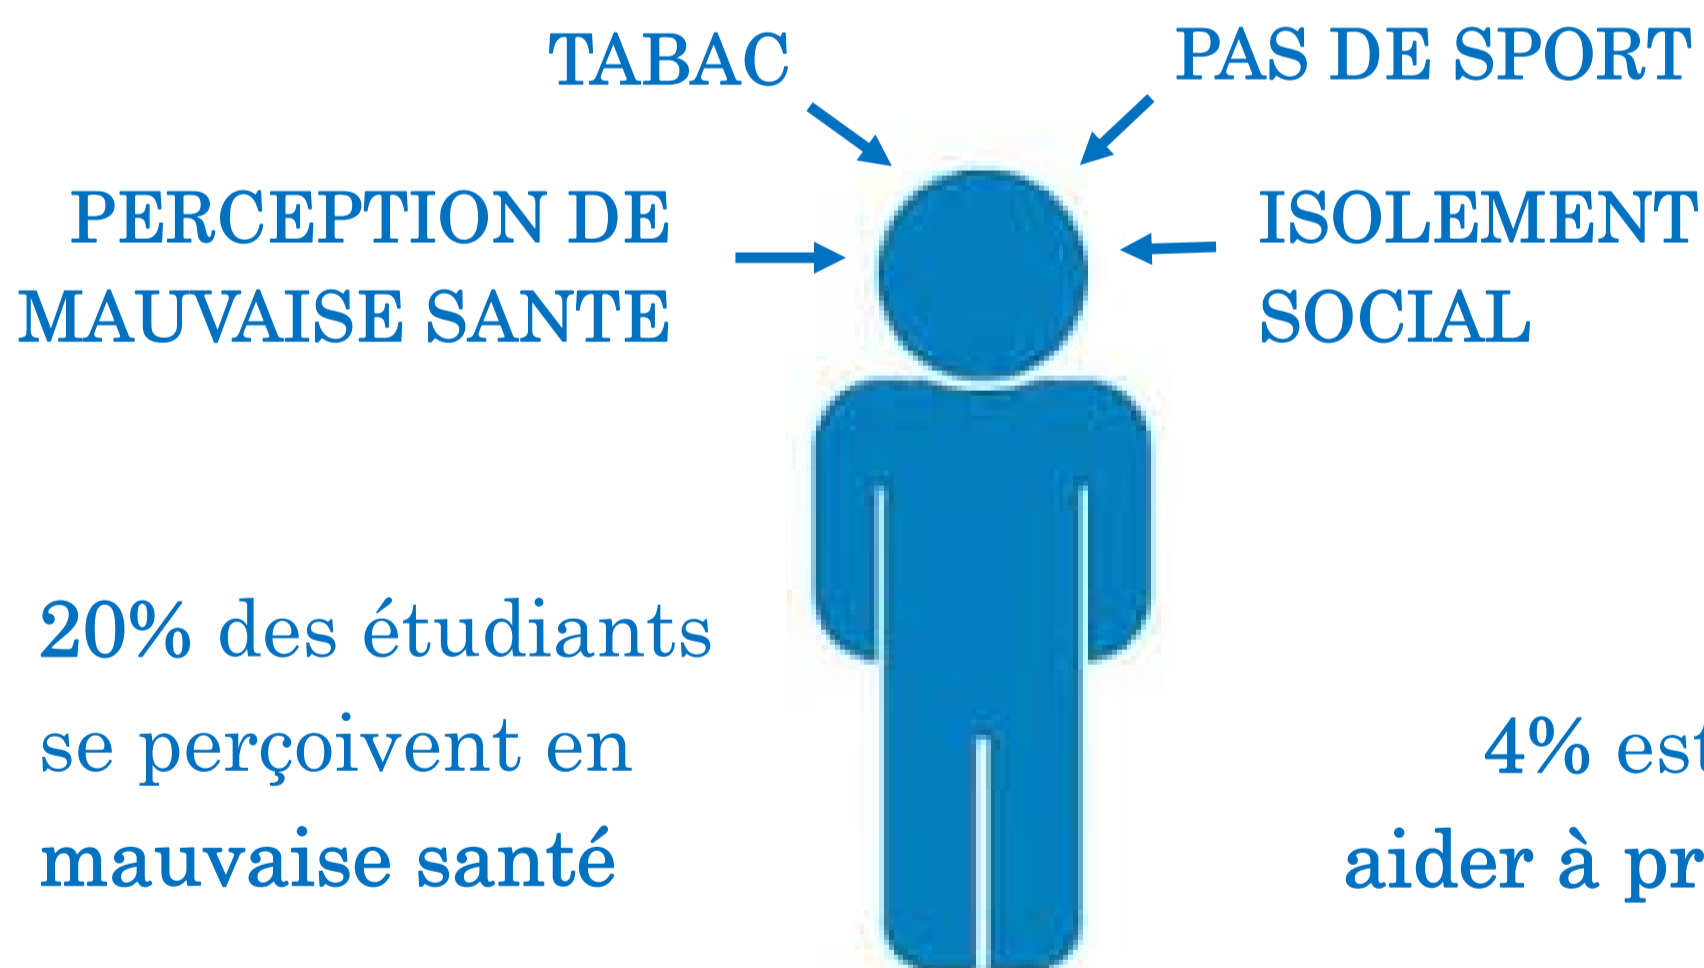 TABAC
PAS DE SPORT
PERCEPTION DE
MAUVAISE SANTE
ISOLEMENT
SOCIAL
20% des étudiants
se perçoivent en
mauvaise santé
4%
aider à